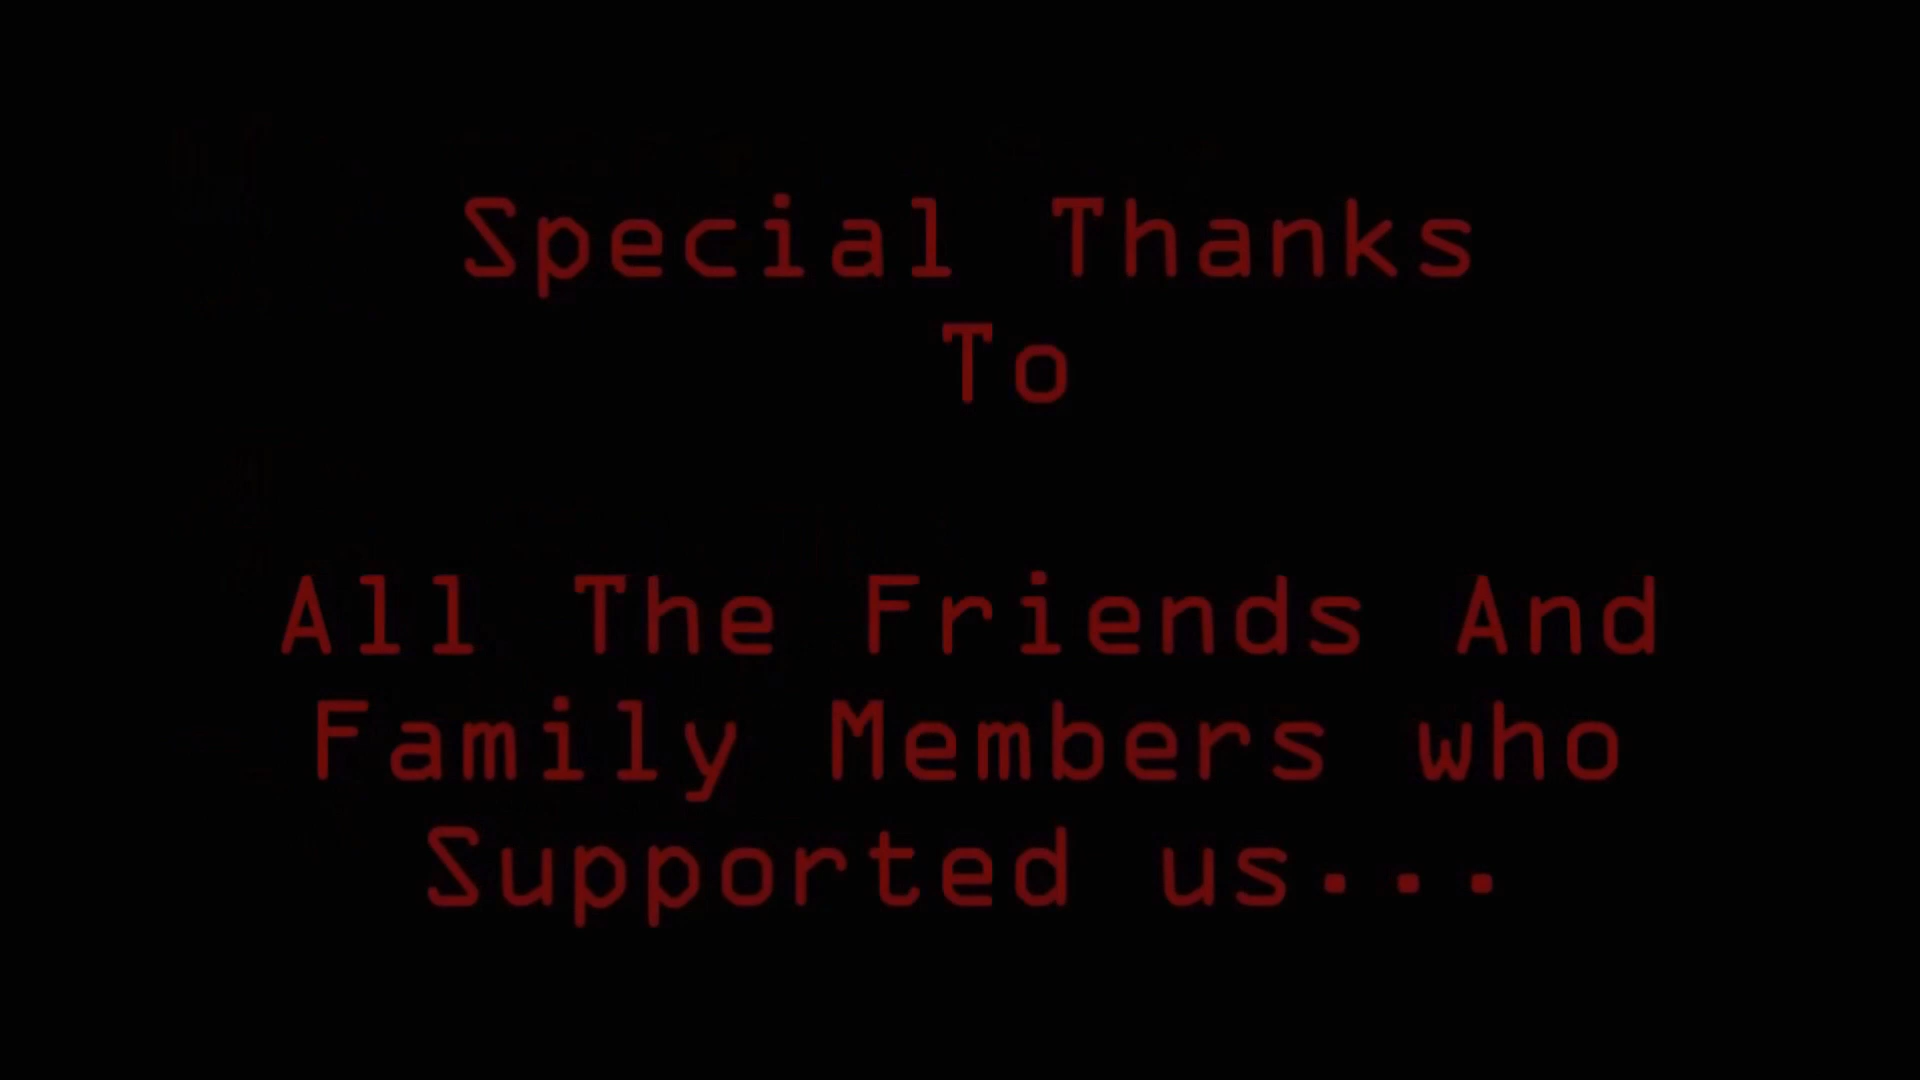 Special Thanks
To
All The Friends And
Family Members who
Supported us...